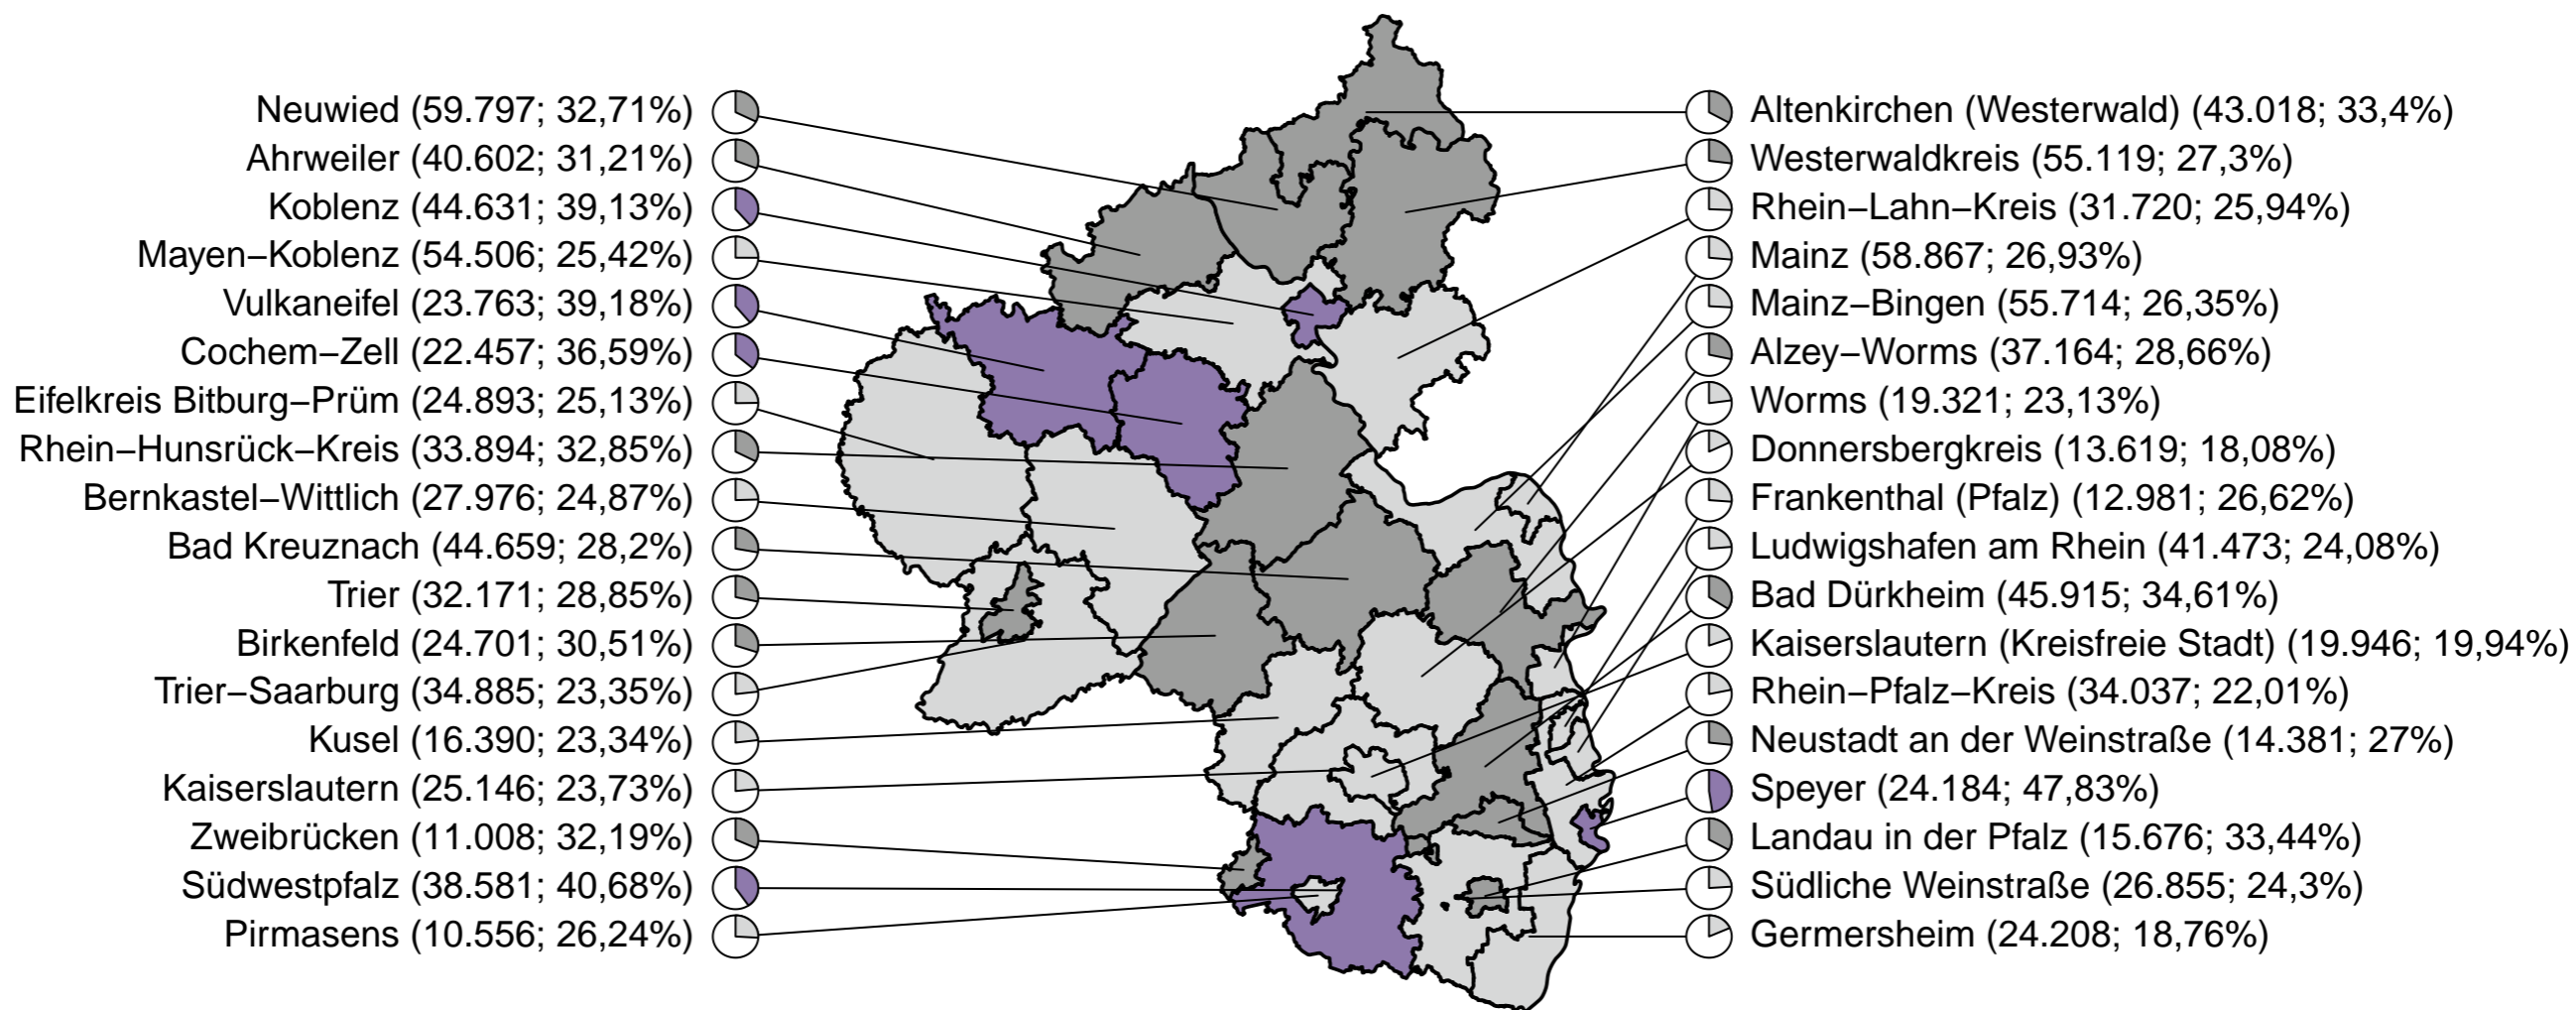 Neuwied (59.797; 32,71%)
Ahrweiler (40.602; 31,21%)
Koblenz (44.631; 39,13%)
Mayen−Koblenz (54.506; 25,42%)
Vulkaneifel (23.763; 39,18%)
Cochem−Zell (22.457; 36,59%)
Eifelkreis Bitburg−Prüm (24.893; 25,13%)
Rhein−Hunsrück−Kreis (33.894; 32,85%)
Bernkastel−Wittlich (27.976; 24,87%)
Bad Kreuznach (44.659; 28,2%)
Trier (32.171; 28,85%)
Birkenfeld (24.701; 30,51%)
Trier−Saarburg (34.885; 23,35%)
Kusel (16.390; 23,34%)
Kaiserslautern (25.146; 23,73%)
Zweibrücken (11.008; 32,19%)
Südwestpfalz (38.581; 40,68%)
Pirmasens (10.556; 26,24%)
Altenkirchen (Westerwald) (43.018; 33,4%)
Westerwaldkreis (55.119; 27,3%)
Rhein−Lahn−Kreis (31.720; 25,94%)
Mainz (58.867; 26,93%)
Mainz−Bingen (55.714; 26,35%)
Alzey−Worms (37.164; 28,66%)
Worms (19.321; 23,13%)
Donnersbergkreis (13.619; 18,08%)
Frankenthal (Pfalz) (12.981; 26,62%)
Ludwigshafen am Rhein (41.473; 24,08%)
Bad Dürkheim (45.915; 34,61%)
Kaiserslautern (Kreisfreie Stadt) (19.946; 19,94%)
Rhein−Pfalz−Kreis (34.037; 22,01%)
Neustadt an der Weinstraße (14.381; 27%)
Speyer (24.184; 47,83%)
Landau in der Pfalz (15.676; 33,44%)
Südliche Weinstraße (26.855; 24,3%)
Germersheim (24.208; 18,76%)